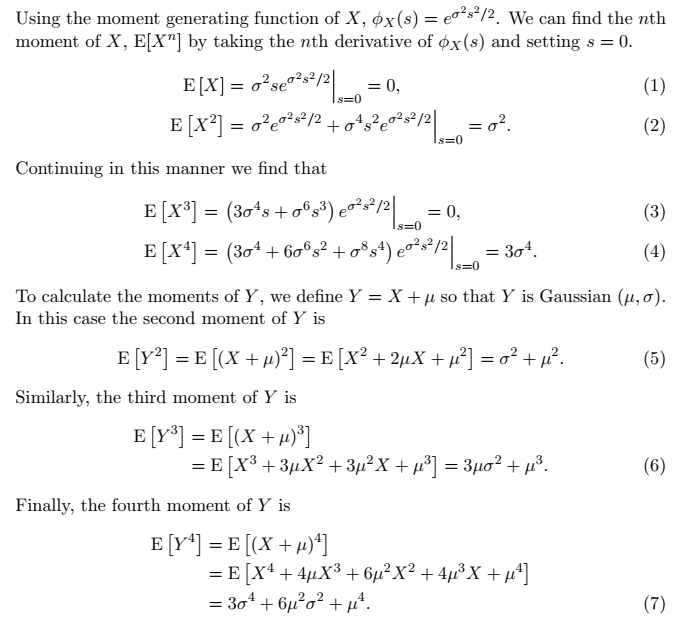 Using the moment generating function of X, ϕ_X(s) = e^{σ²s²/2}. We can find the nth
moment of X, E[Xⁿ] by taking the nth derivative of ϕ_X(s) and setting s = 0.
E [X] = σ²se^{σ²s²/2}|_{s=0} = 0, (1)
E [X²] = σ²e^{σ²s²/2} + σ⁴s²e^{σ²s²/2}|_{s=0} = σ². (2)
Continuing in this manner we find that
E [X³] = (3σ⁴s + σ⁶s³) e^{σ²s²/2}|_{s=0} = 0, (3)
E [X⁴] = (3σ⁴ + 6σ⁶s² + σ⁸s⁴) e^{σ²s²/2}|_{s=0} = 3σ⁴. (4)
To calculate the moments of Y, we define Y = X + μ so that Y is Gaussian (μ, σ).
In this case the second moment of Y is
E [Y²] = E [(X + μ)²] = E [X² + 2μX + μ²] = σ² + μ². (5)
Similarly, the third moment of Y is
E [Y³] = E [(X + μ)³]
= E [X³ + 3μX² + 3μ²X + μ³] = 3μσ² + μ³. (6)
Finally, the fourth moment of Y is
E [Y⁴] = E [(X + μ)⁴]
= E [X⁴ + 4μX³ + 6μ²X² + 4μ³X + μ⁴]
= 3σ⁴ + 6μ²σ² + μ⁴. (7)